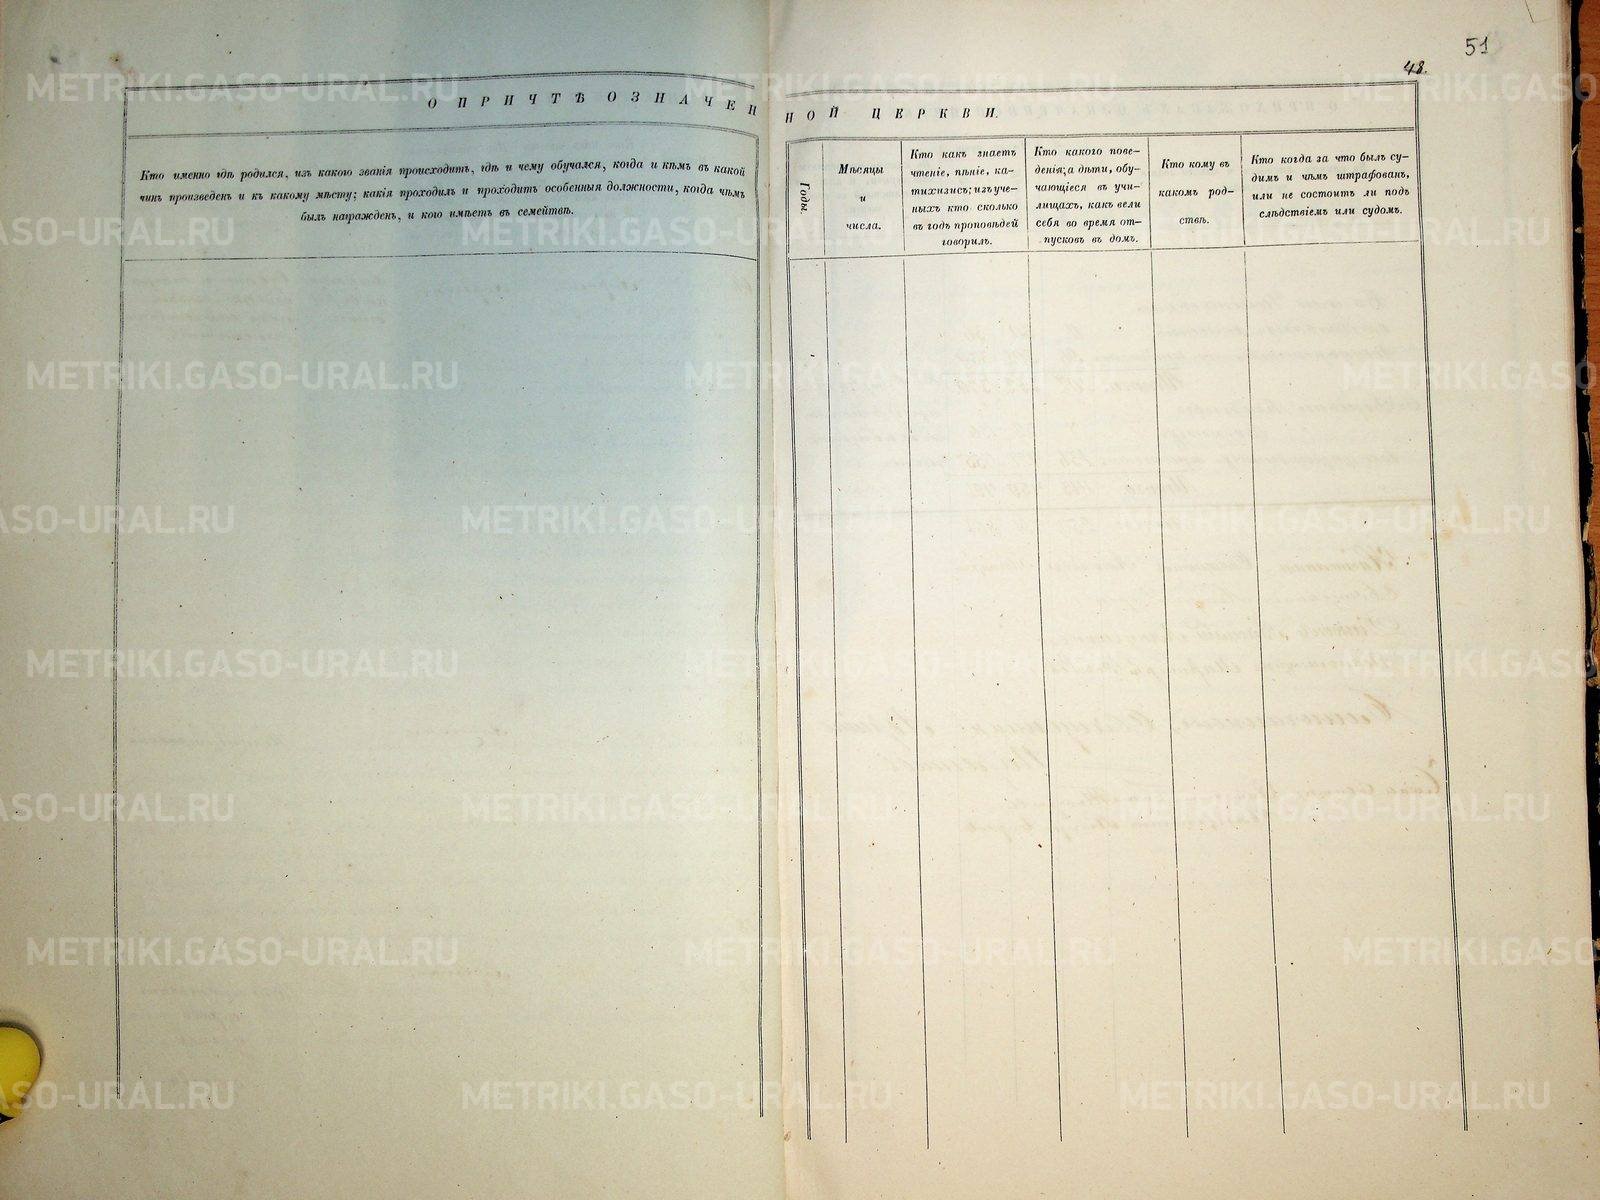 51
48.
О ПРИЧТѢ ОЗНАЧЕННОЙ ЦЕРКВИ.
Кто именно гдѣ родился, изъ какого званія происходитъ, гдѣ и чему обучался, когда и кѣмъ въ какой
чинъ произведенъ и къ какому мѣсту; какія проходилъ и проходитъ особенныя должности, когда чѣмъ
былъ награжденъ, и кого имѣетъ въ семействѣ.
Годы.
Мѣсяцы
и
числа.
Кто какъ знаетъ
чтеніе, пѣніе, ка-
тихизисъ; изъ уче-
ныхъ кто сколько
въ годъ проповѣдей
говорилъ.
Кто какого пове-
денія; а дѣти, обу-
чающіеся въ учи-
лищахъ, какъ вели
себя во время от-
пусковъ въ домъ.
Кто кому въ
какомъ род-
ствѣ.
Кто когда за что былъ су-
димъ и чѣмъ штрафованъ,
или не состоитъ ли подъ
слѣдствіемъ или судомъ.
METRIKI.GASO-URAL.RU